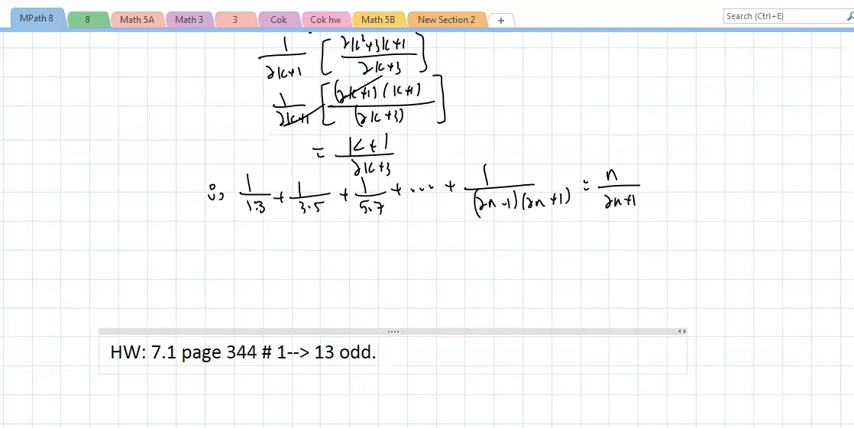 MPath 8 8 Math 5A Math 3 3 Cok Cok hw Math 5B New Section 2 + Search (Ctrl+E)
1/(2k+1) [ (2k²+3k+1)/(2k+3) ]
1/(2k+1) [ (2k+1)(k+1)/(2k+3) ]
= (k+1)/(2k+3)
∴ 1/(1·3) + 1/(3·5) + 1/(5·7) + .... + 1/((2n-1)(2n+1)) = n/(2n+1)
HW: 7.1 page 344 # 1--> 13 odd.